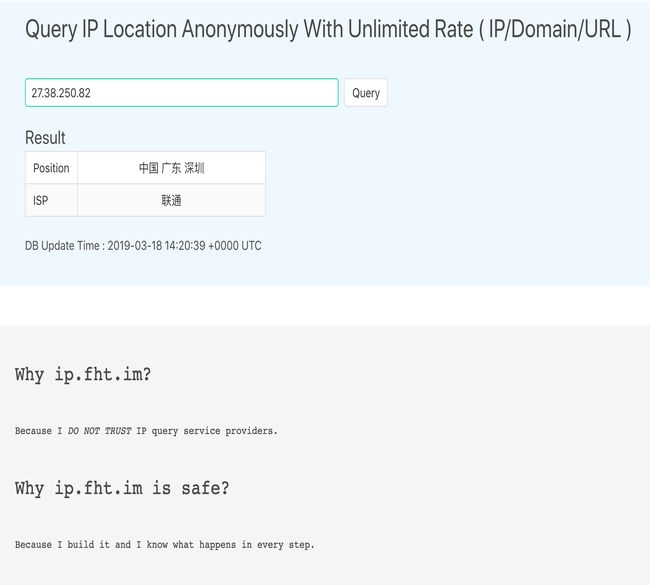 Query IP Location Anonymously With Unlimited Rate ( IP/Domain/URL )
27.38.250.82 Query
Result
Position 中国 广东 深圳
ISP 联通
DB Update Time : 2019-03-18 14:20:39 +0000 UTC
Why ip.fht.im?
Because I DO NOT TRUST IP query service providers.
Why ip.fht.im is safe?
Because I build it and I know what happens in every step.